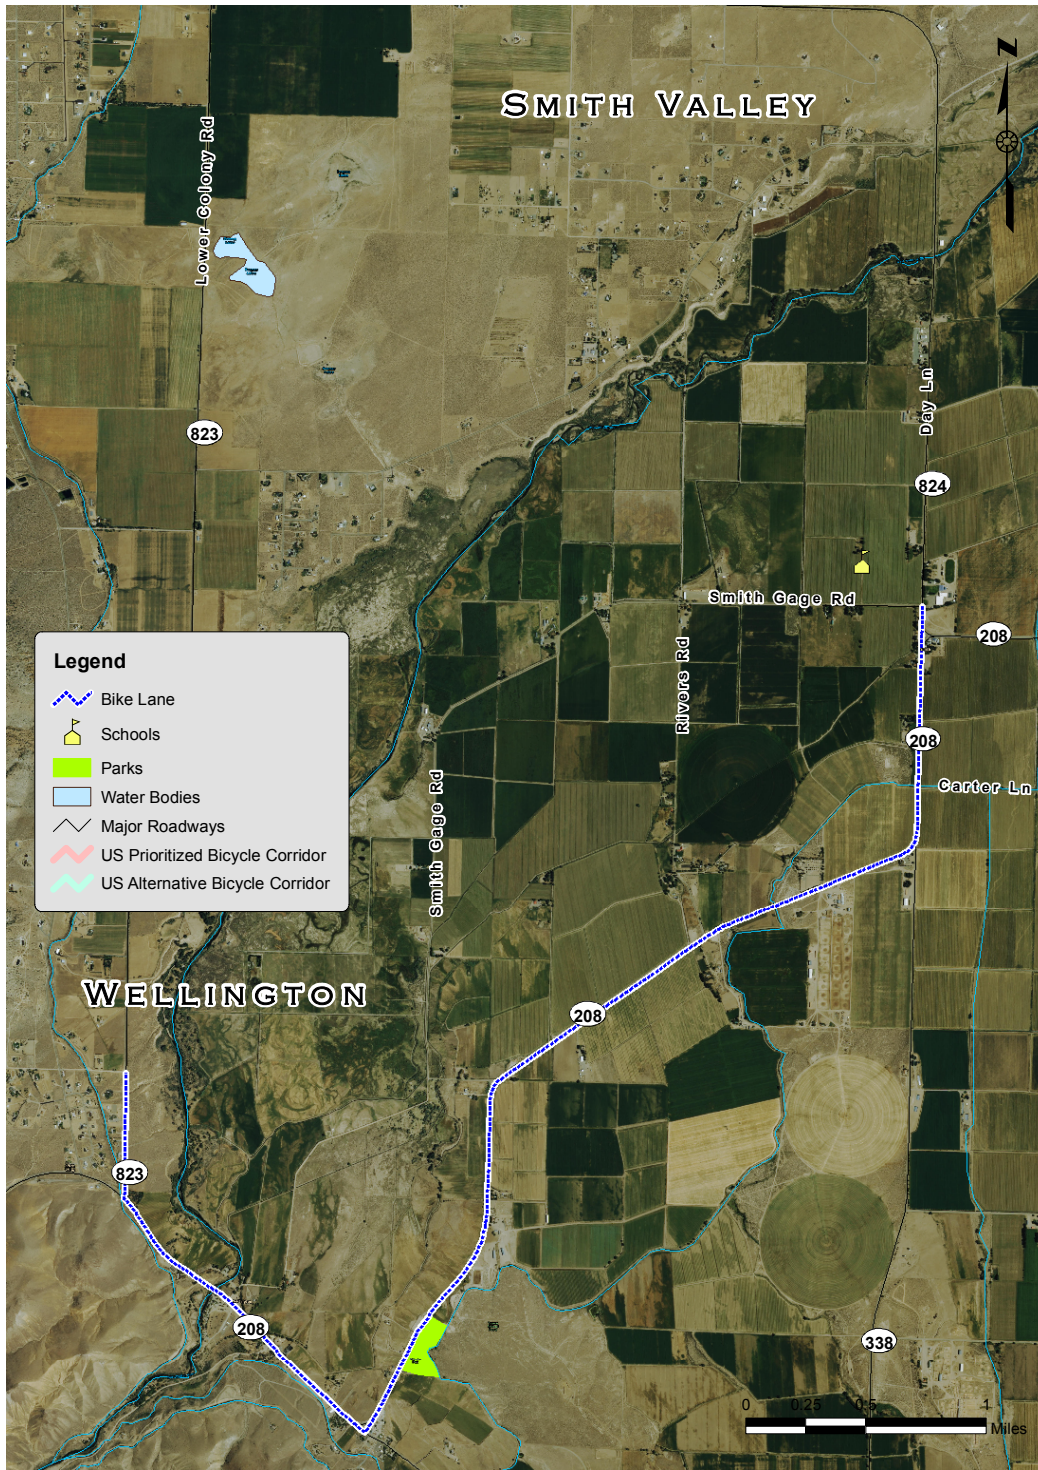 N
SMITH VALLEY
Lower Colony Rd
Day Ln
823
824
Smith Gage Rd
208
Rivers Rd
Legend
Bike Lane
Schools
Parks
Water Bodies
Major Roadways
US Prioritized Bicycle Corridor
US Alternative Bicycle Corridor
208
Carter Ln
Smith Gage Rd
WELLINGTON
208
823
208
338
0 0.25 0.5 1
Miles